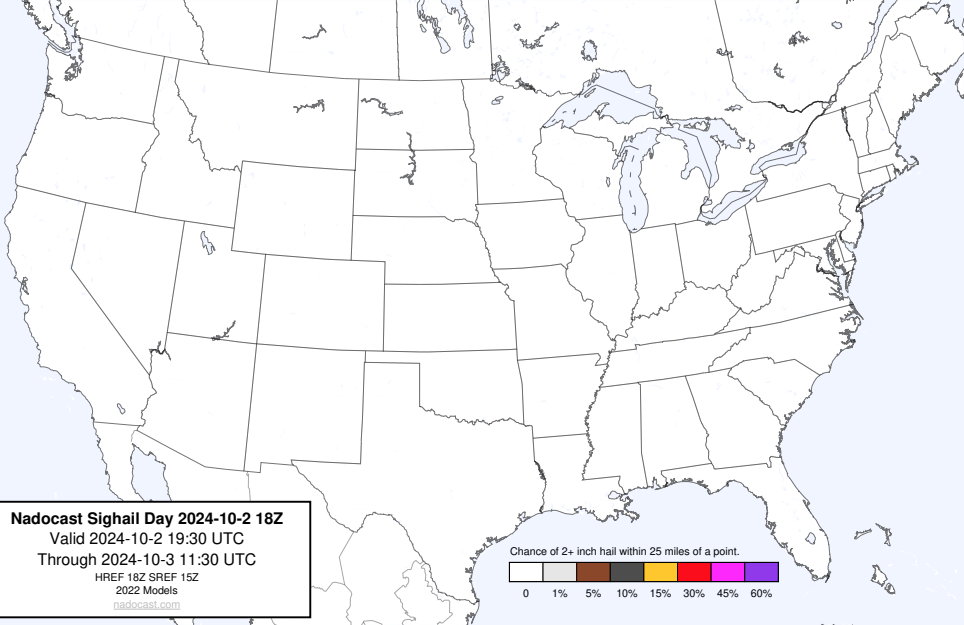 Nadocast Sighail Day 2024-10-2 18Z
Valid 2024-10-2 19:30 UTC
Through 2024-10-3 11:30 UTC
HREF 18Z SREF 15Z
2022 Models
nadocast.com
Chance of 2+ inch hail within 25 miles of a point.
0 1% 5% 10% 15% 30% 45% 60%